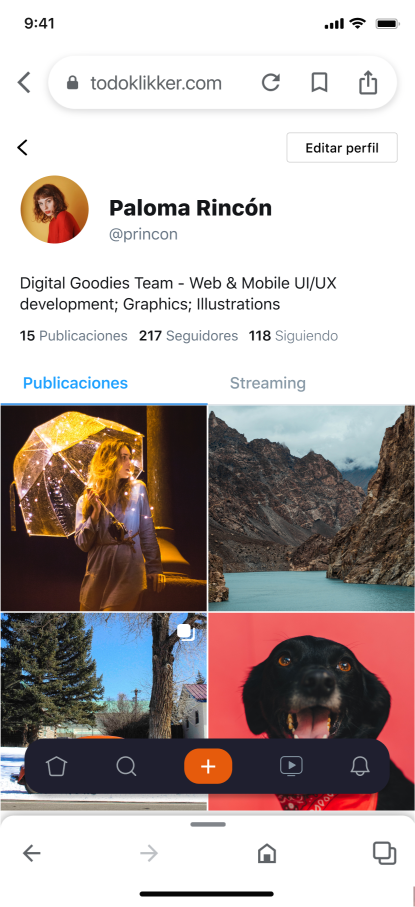 9:41
todoklikker.com
Editar perfil
Paloma Rincón
@princon
Digital Goodies Team - Web & Mobile UI/UX
development; Graphics; Illustrations
15 Publicaciones 217 Seguidores 118 Siguiendo
Publicaciones Streaming